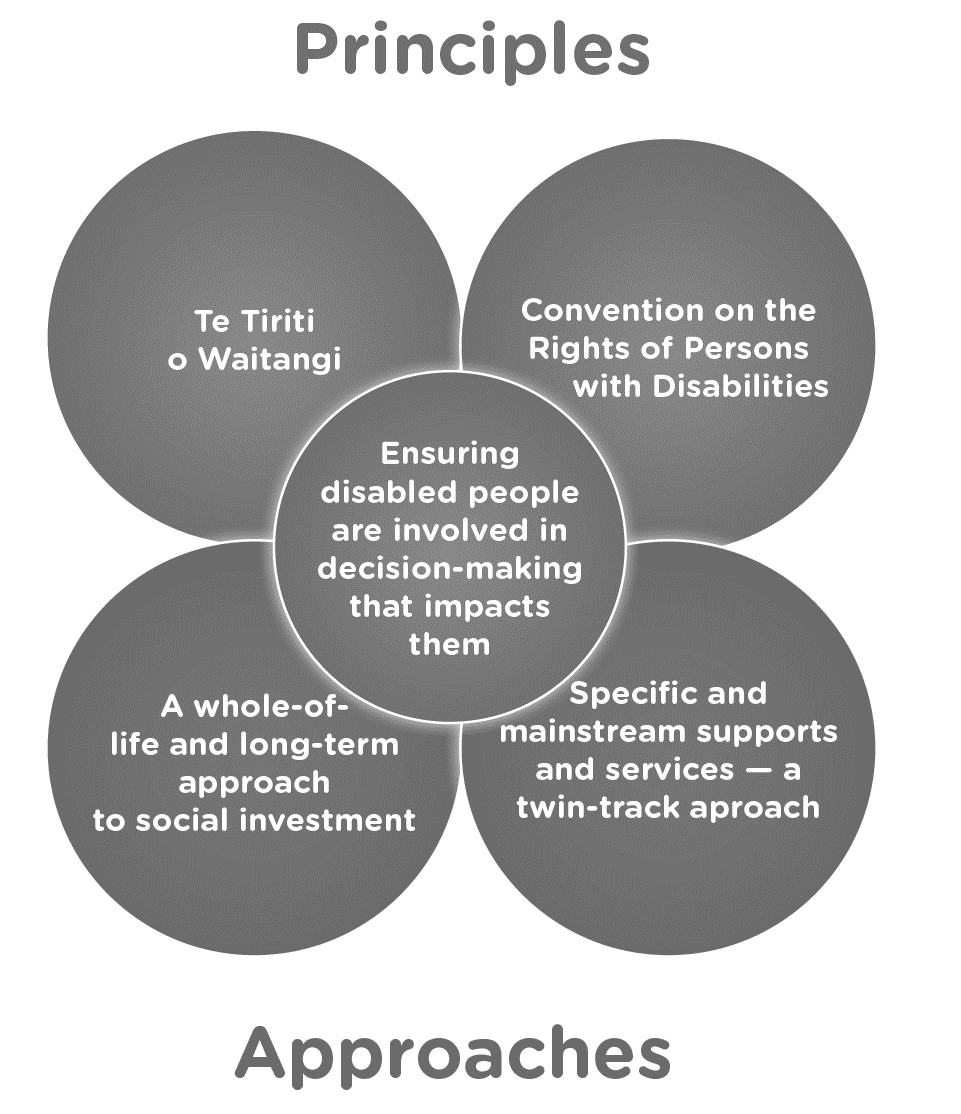 Principles
Te Tiriti
o Waitangi
Convention on the
Rights of Persons
with Disabilities
Ensuring
disabled people
are involved in
decision-making
that impacts
them
A whole-of-
life and long-term
approach
to social investment
Specific and
mainstream supports
and services — a
twin-track aproach
Approaches